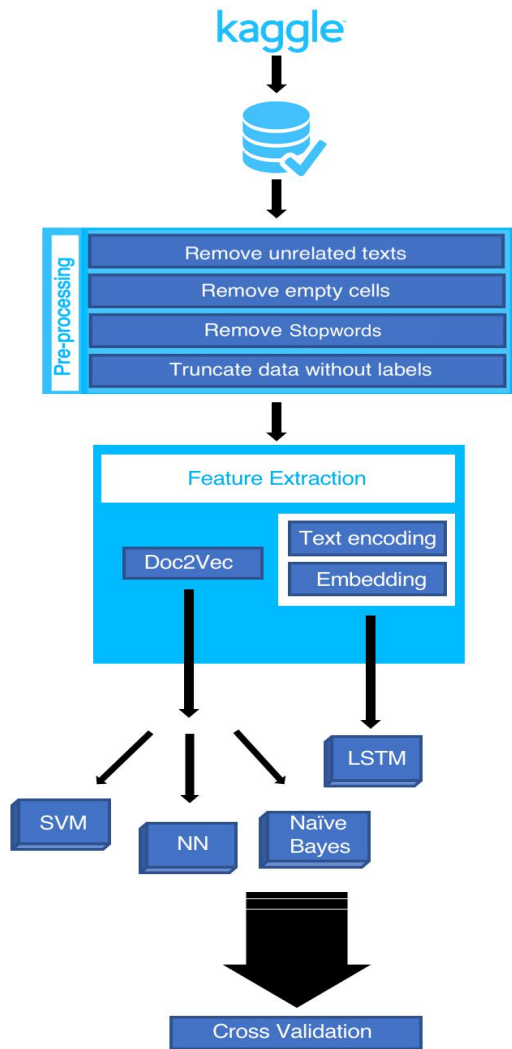 kaggle
Pre-processing
Remove unrelated texts
Remove empty cells
Remove Stopwords
Truncate data without labels
Feature Extraction
Doc2Vec
Text encoding
Embedding
LSTM
SVM
NN
Naïve
Bayes
Cross Validation